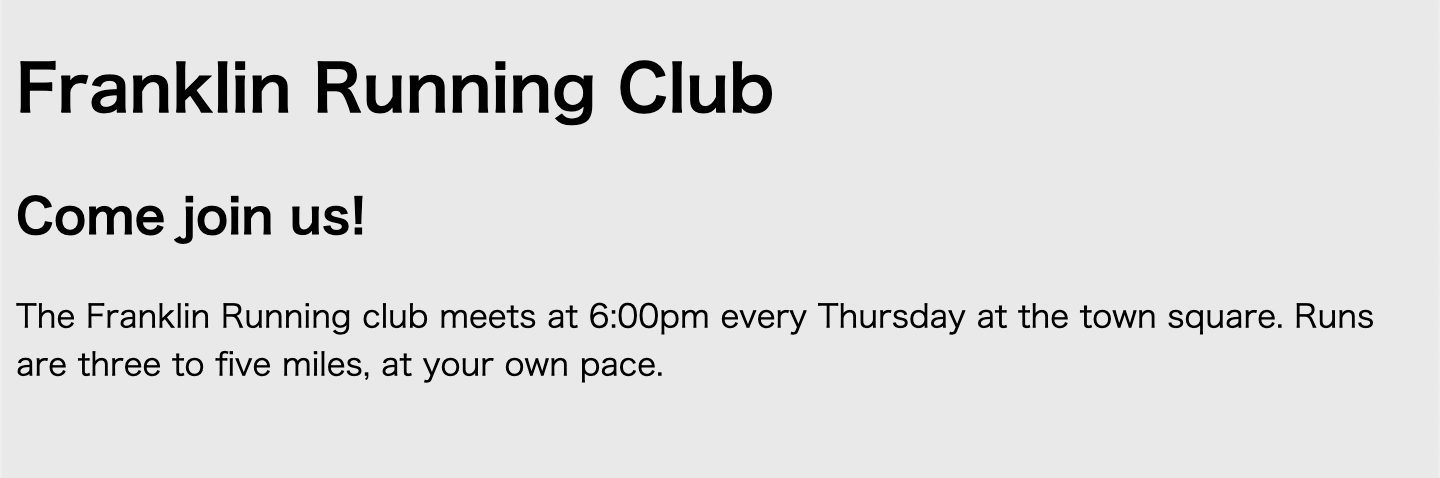 Franklin Running Club
Come join us!
The Franklin Running club meets at 6:00pm every Thursday at the town square. Runs
are three to five miles, at your own pace.